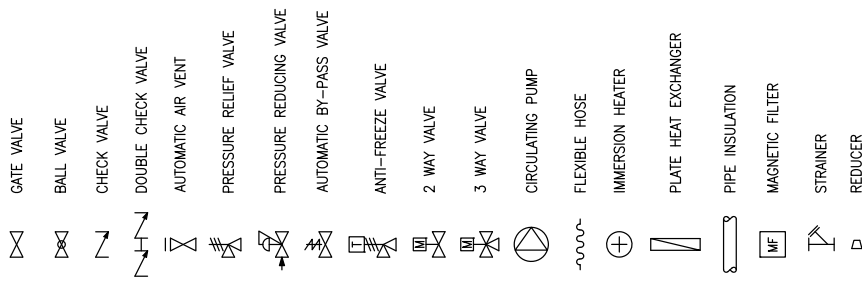 GATE VALVE
BALL VALVE
CHECK VALVE
DOUBLE CHECK VALVE
AUTOMATIC AIR VENT
PRESSURE RELIEF VALVE
PRESSURE REDUCING VALVE
AUTOMATIC BY-PASS VALVE
T
ANTI-FREEZE VALVE
M
2 WAY VALVE
M
3 WAY VALVE
CIRCULATING PUMP
FLEXIBLE HOSE
IMMERSION HEATER
PLATE HEAT EXCHANGER
PIPE INSULATION
MF
MAGNETIC FILTER
STRAINER
REDUCER